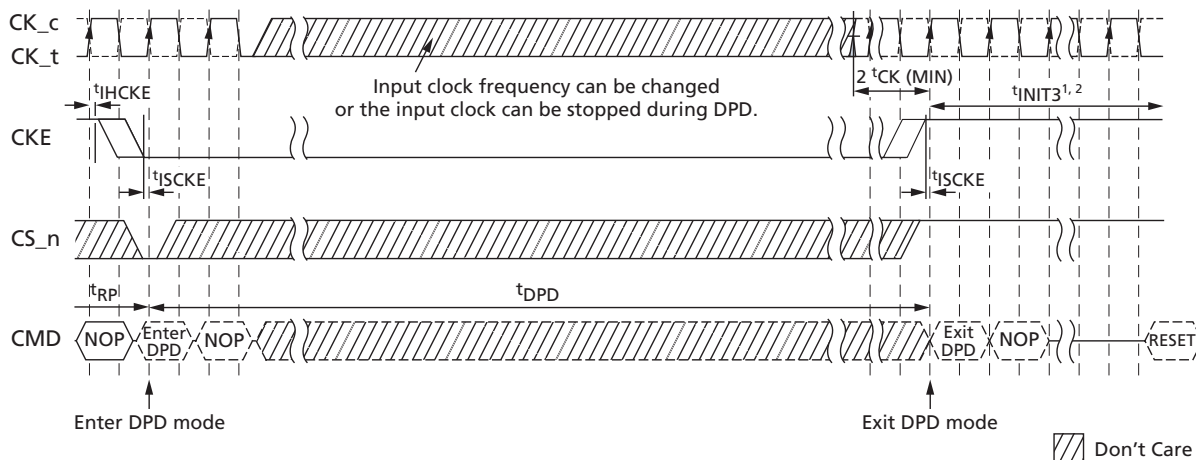 CK_c
CK_t
Input clock frequency can be changed
or the input clock can be stopped during DPD.
2 tCK (MIN)
tIHCKE
tINIT3 1, 2
CKE
tISCKE
tISCKE
CS_n
tRP
tDPD
CMD
NOP
Enter
DPD
NOP
Exit
DPD
NOP
RESET
Enter DPD mode
Exit DPD mode
Don't Care